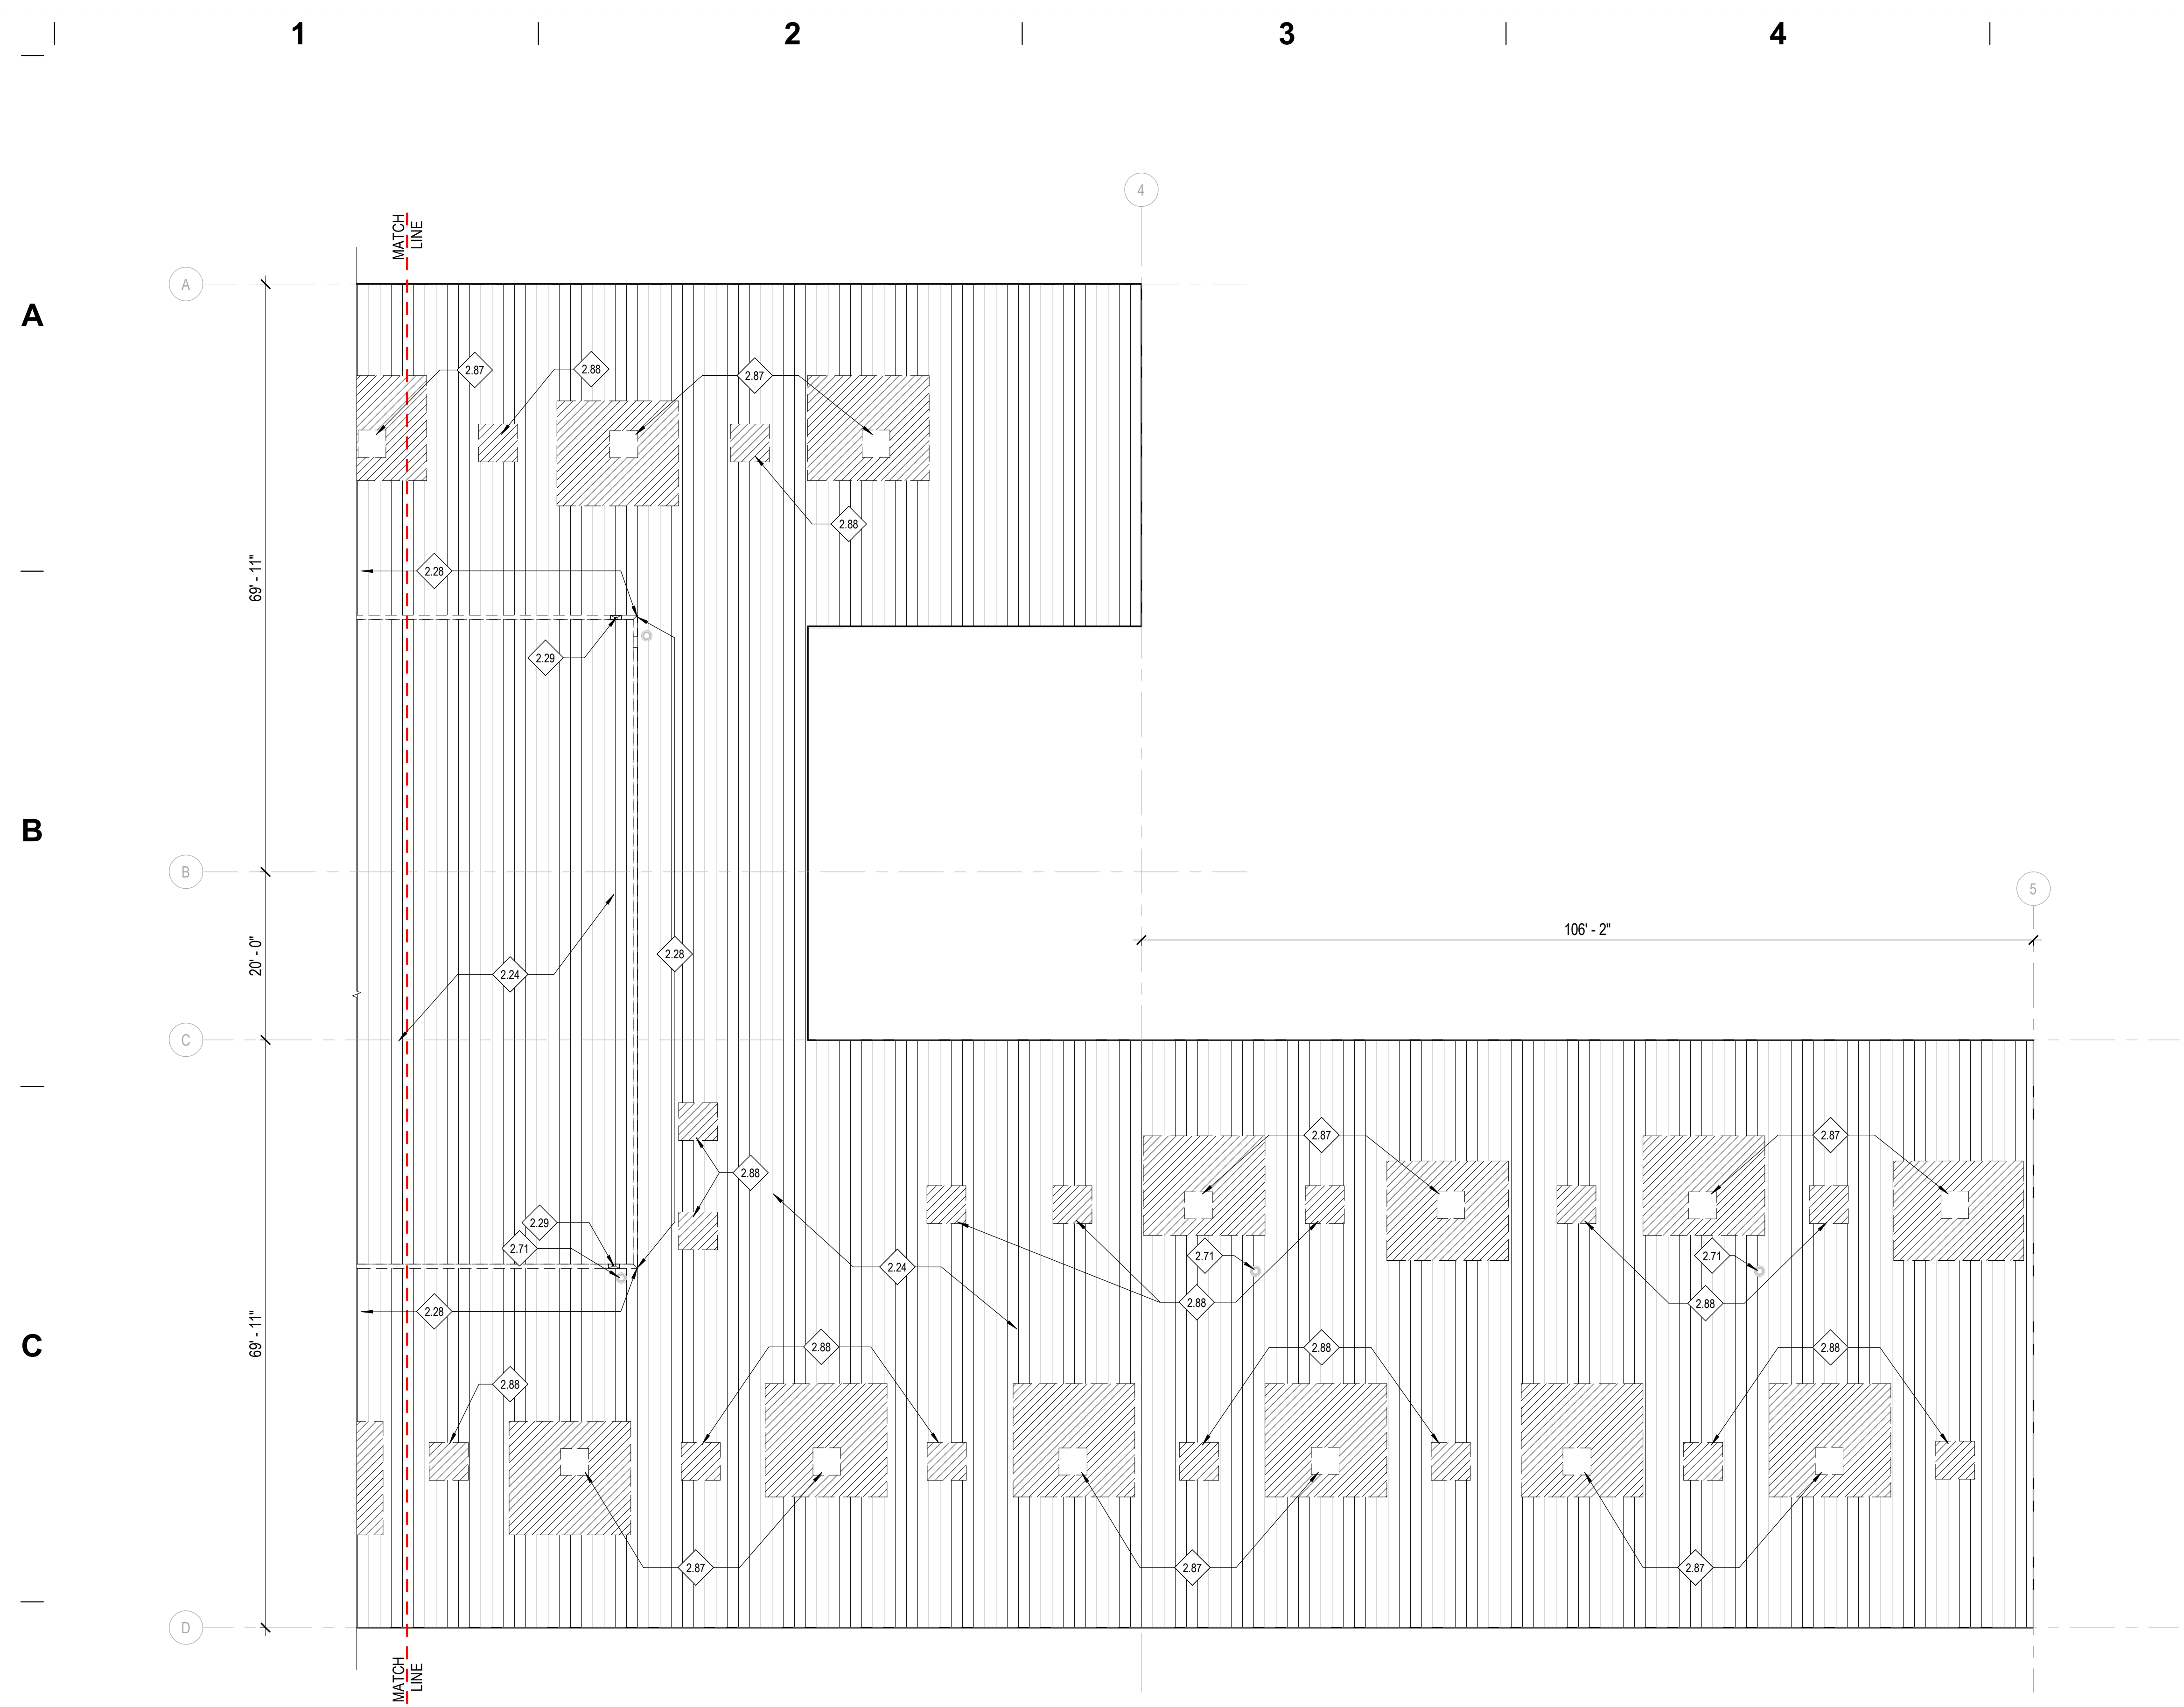 1 2 3 4
4
MATCH
LINE
A
A
2.87 2.88 2.87
2.88
69' - 11"
2.28
2.29
B
B
5
106' - 2"
20' - 0"
2.28
2.24
C
2.87 2.87
2.88
2.29
2.71
2.71 2.71
2.24
2.88 2.88
2.28
69' - 11"
C
2.88 2.88 2.88
2.88
2.87 2.87 2.87
D
MATCH
LINE